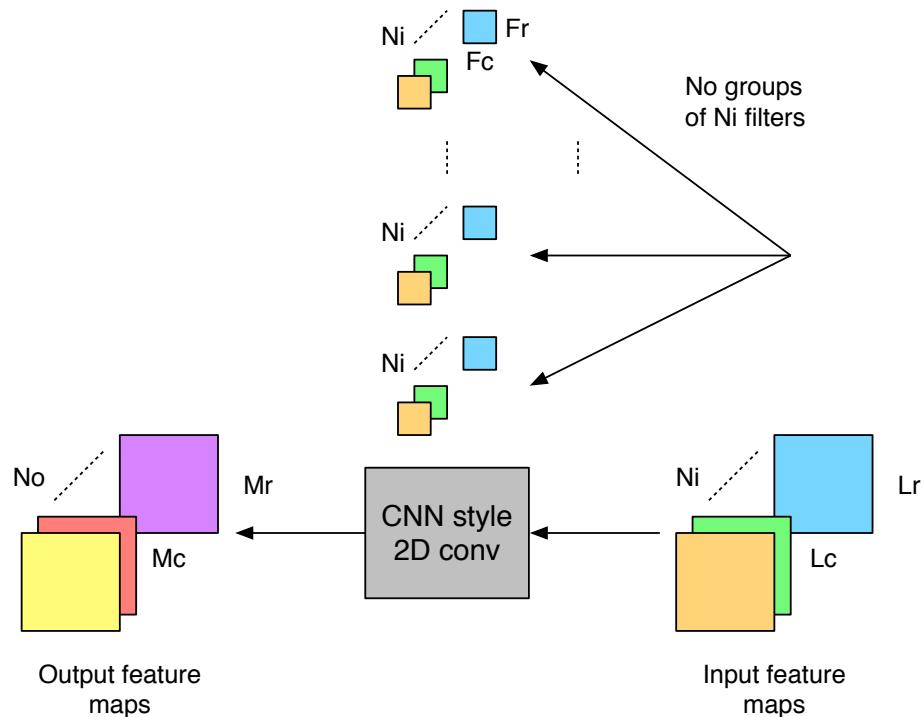 Ni
Fr
Fc
No groups
of Ni filters
Ni
Ni
No
Mr
Mc
CNN style
2D conv
Ni
Lr
Lc
Output feature
maps
Input feature
maps